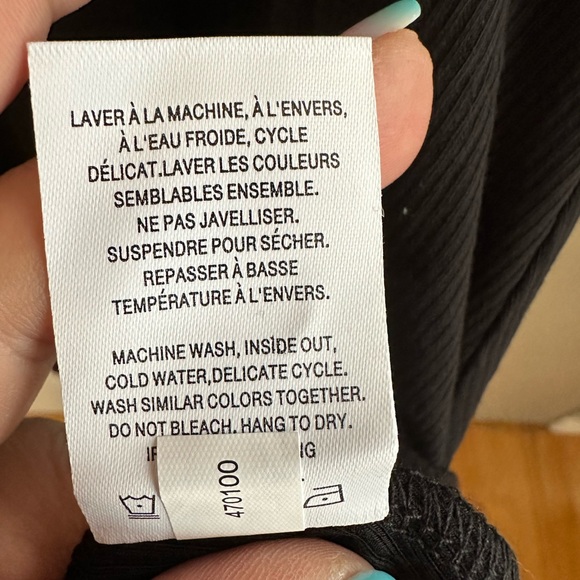 LAVER À LA MACHINE, À L'ENVERS,
À L'EAU FROIDE, CYCLE
DÉLICAT.LAVER LES COULEURS
SEMBLABLES ENSEMBLE.
NE PAS JAVELLISER.
SUSPENDRE POUR SÉCHER.
REPASSER À BASSE
TEMPÉRATURE À L'ENVERS.
MACHINE WASH, INSIDE OUT,
COLD WATER,DELICATE CYCLE.
WASH SIMILAR COLORS TOGETHER.
DO NOT BLEACH. HANG TO DRY.
470100